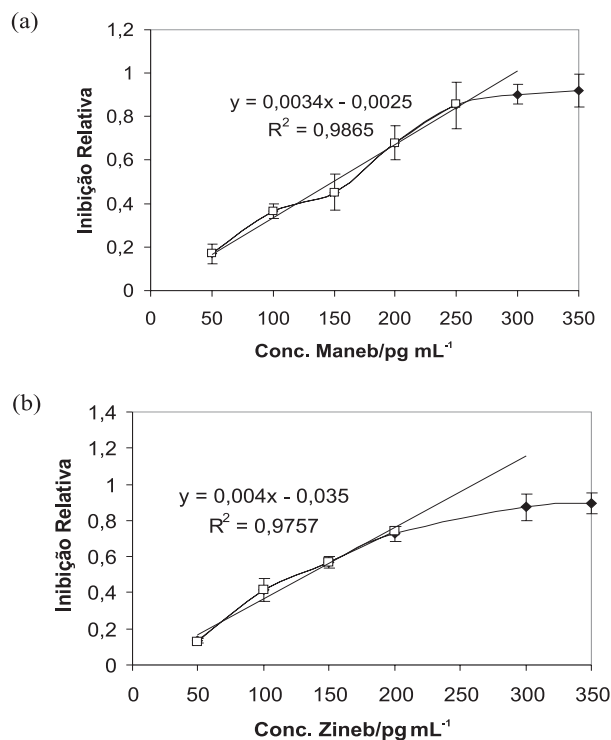 (a)
Inibição Relativa
1,2
1
0,8
0,6
0,4
0,2
0
y = 0,0034x - 0,0025
R² = 0,9865
0 50 100 150 200 250 300 350
Conc. Maneb/pg mL⁻¹
(b)
Inibição Relativa
1,4
1,2
1
0,8
0,6
0,4
0,2
0
y = 0,004x - 0,035
R² = 0,9757
0 50 100 150 200 250 300 350
Conc. Zineb/pg mL⁻¹